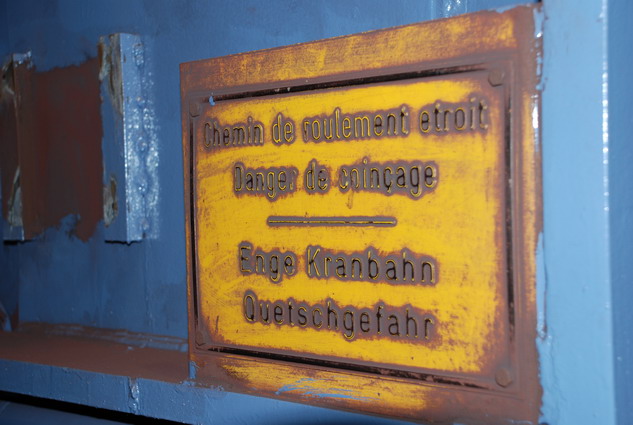 Chemin de roulement etroit
Danger de coinçage
Enge Kranbahn
Quetschgefahr